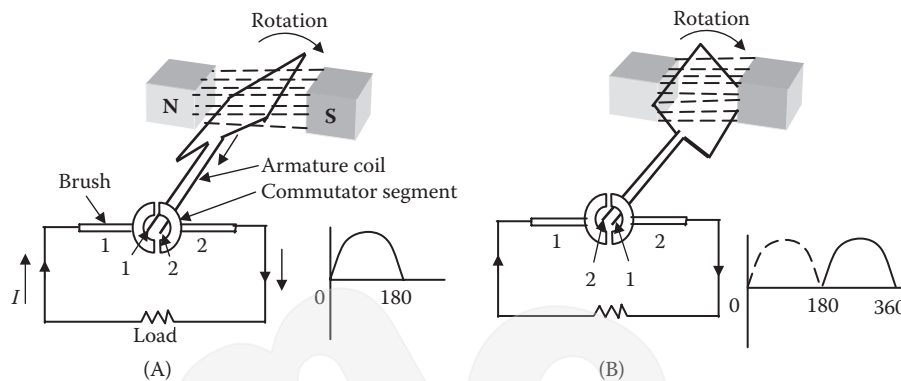 Rotation
N
S
Armature coil
Commutator segment
Brush
1
2
1
2
I
Load
0
180
(A)
Rotation
1
2
2
1
0
180
360
(B)